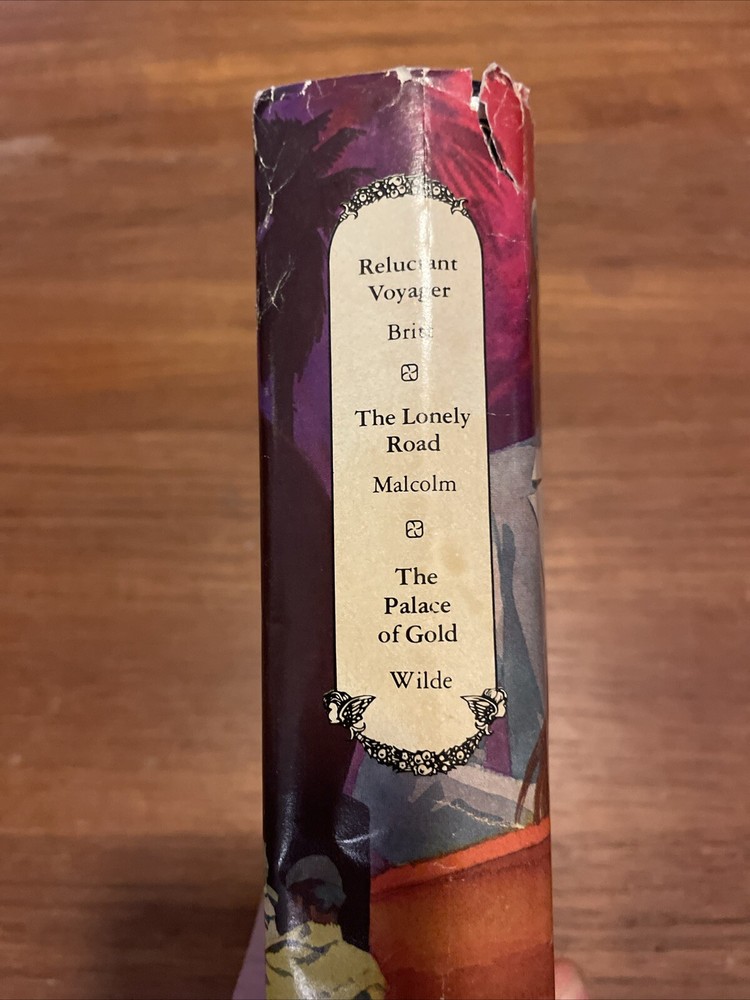 Reluctant
Voyager
Britt
The Lonely
Road
Malcolm
The
Palace
of Gold
Wilde